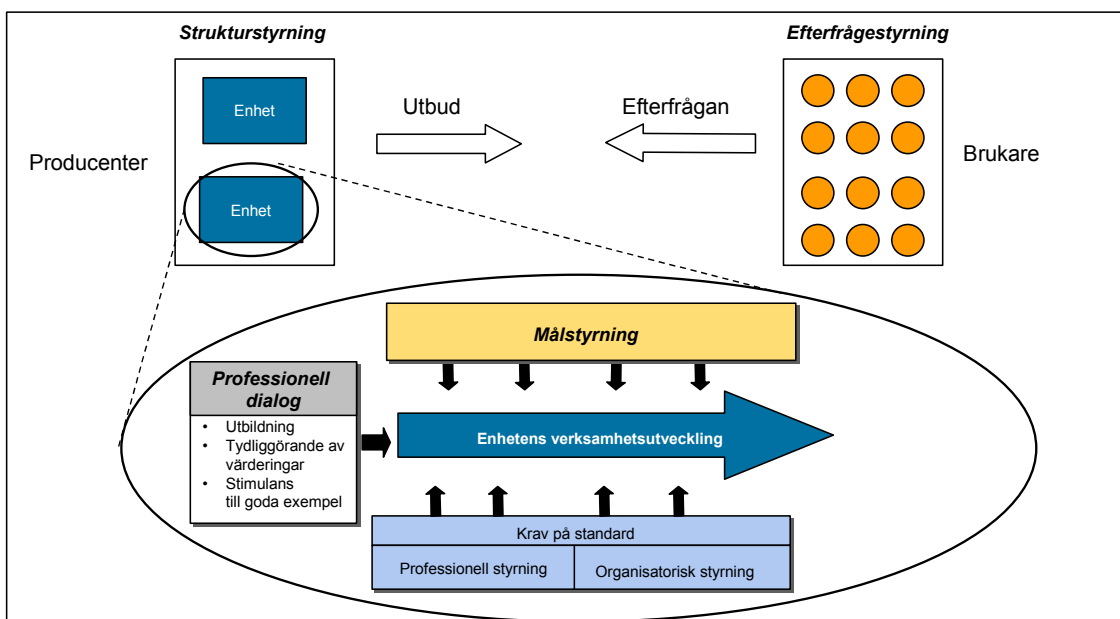 Strukturstyrning
Efterfrågestyrning
Enhet
Utbud
Efterfrågan
Producenter
Brukare
Enhet
Målstyrning
Professionell
dialog
• Utbildning
• Tydliggörande av
värderingar
• Stimulans
till goda exempel
Enhetens verksamhetsutveckling
Krav på standard
Professionell styrning
Organisatorisk styrning